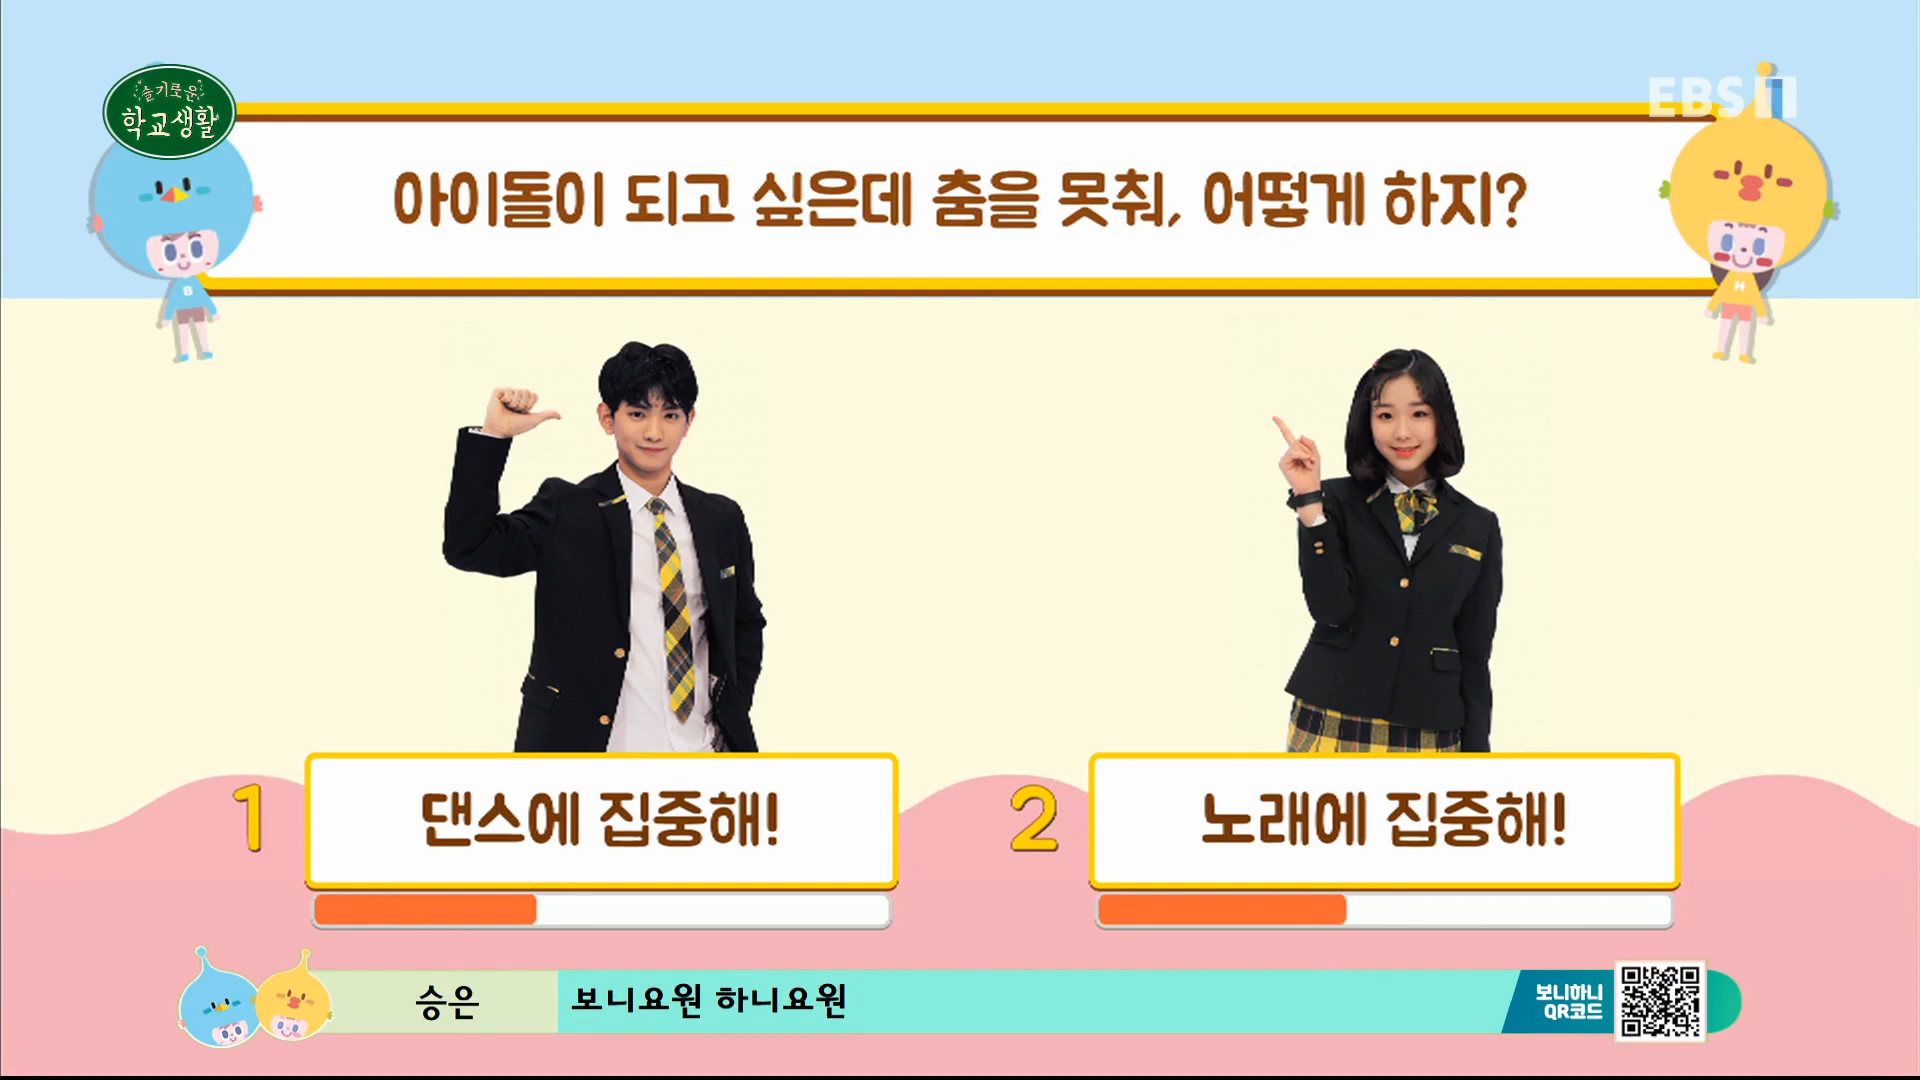 슬기로운
학교생활
EBS
아이돌이 되고 싶은데 춤을 못춰, 어떻게 하지?
B
H
1
댄스에 집중해!
2
노래에 집중해!
승은
보니요원 하니요원
보니하니
QR코드